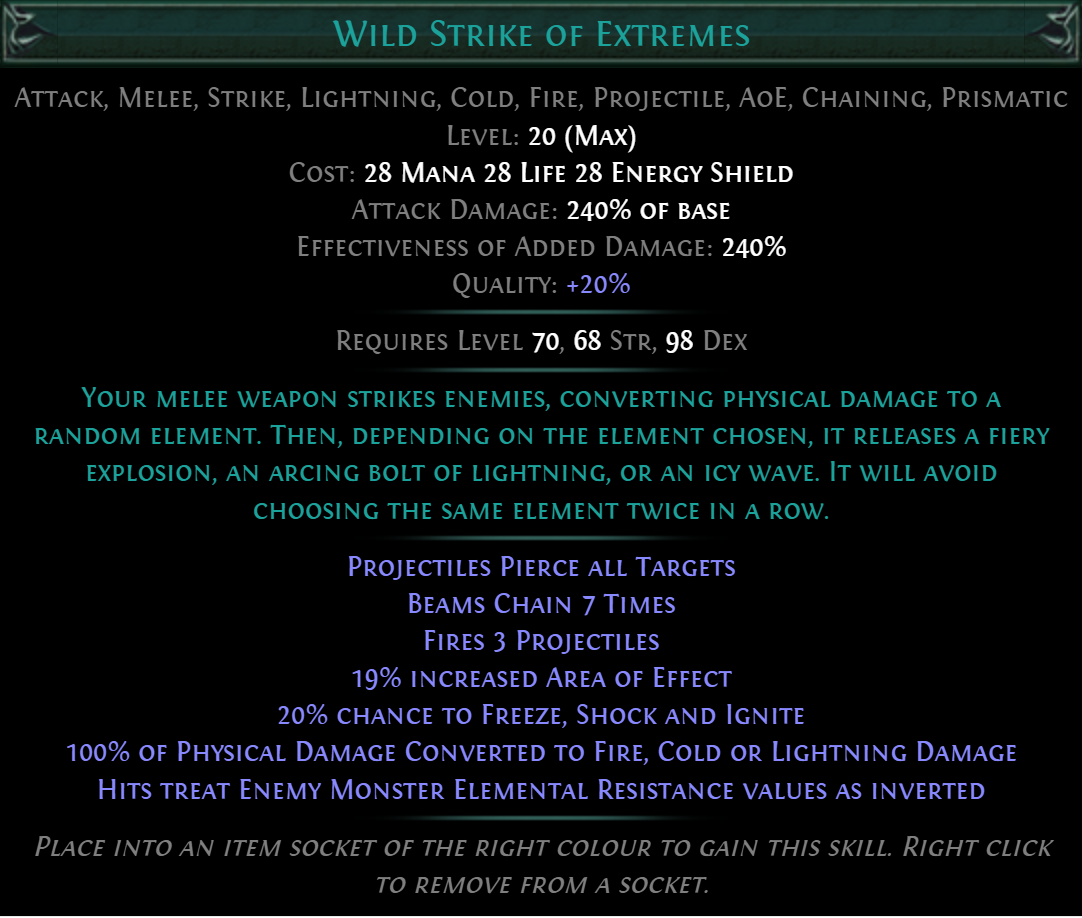 Wild Strike of Extremes
Attack, Melee, Strike, Lightning, Cold, Fire, Projectile, AoE, Chaining, Prismatic
Level: 20 (Max)
Cost: 28 Mana 28 Life 28 Energy Shield
Attack Damage: 240% of base
Effectiveness of Added Damage: 240%
Quality: +20%
Requires Level 70, 68 Str, 98 Dex
Your melee weapon strikes enemies, converting physical damage to a
random element. Then, depending on the element chosen, it releases a fiery
explosion, an arcing bolt of lightning, or an icy wave. It will avoid
choosing the same element twice in a row.
Projectiles Pierce all Targets
Beams Chain 7 Times
Fires 3 Projectiles
19% increased Area of Effect
20% chance to Freeze, Shock and Ignite
100% of Physical Damage Converted to Fire, Cold or Lightning Damage
Hits treat Enemy Monster Elemental Resistance values as inverted
Place into an item socket of the right colour to gain this skill. Right click
to remove from a socket.